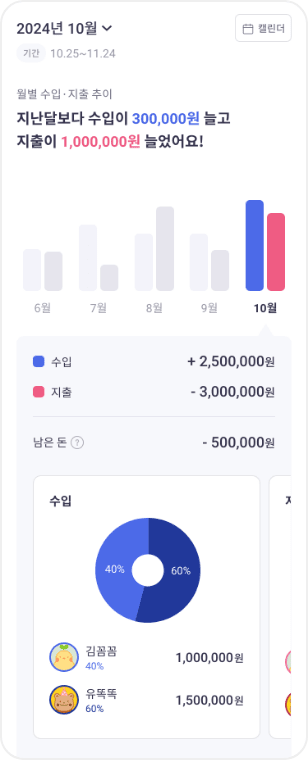 2024년 10월
캘린더
기간 10.25~11.24
월별 수입·지출 추이
지난달보다 수입이 300,000원 늘고
지출이 1,000,000원 늘었어요!
6월 7월 8월 9월 10월
수입 + 2,500,000원
지출 - 3,000,000원
남은 돈 ? - 500,000원
수입
40% 60%
김꼼꼼
40%
1,000,000원
유똑똑
60%
1,500,000원